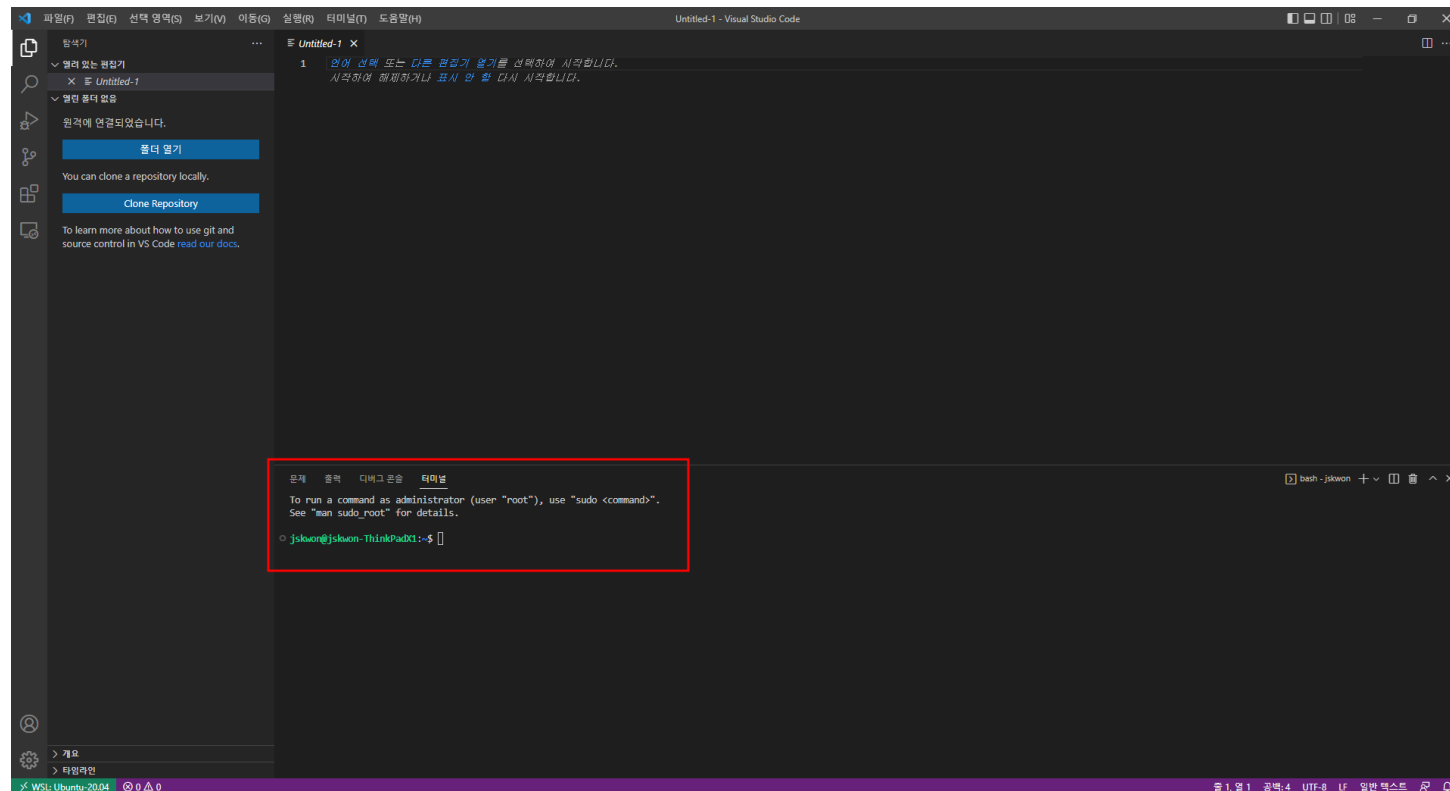 파일(F) 편집(E) 선택 영역(S) 보기(V) 이동(G) 실행(R) 터미널(T) 도움말(H) Untitled-1 - Visual Studio Code
탐색기
열려 있는 편집기
Untitled-1
열린 폴더 없음
원격에 연결되었습니다.
폴더 열기
You can clone a repository locally.
Clone Repository
To learn more about how to use git and
source control in VS Code read our docs.
개요
타임라인
Untitled-1
1 언어 선택 또는 다른 편집기 열기를 선택하여 시작합니다.
시작하여 해제하거나 표시 안 함 다시 시작합니다.
문제 출력 디버그 콘솔 터미널 bash - jskwon
To run a command as administrator (user "root"), use "sudo <command>".
See "man sudo_root" for details.
jskwon@jskwon-ThinkPadX1:~$
WSL: Ubuntu-20.04 0 0 줄 1, 열 1 공백: 4 UTF-8 LF 일반 텍스트